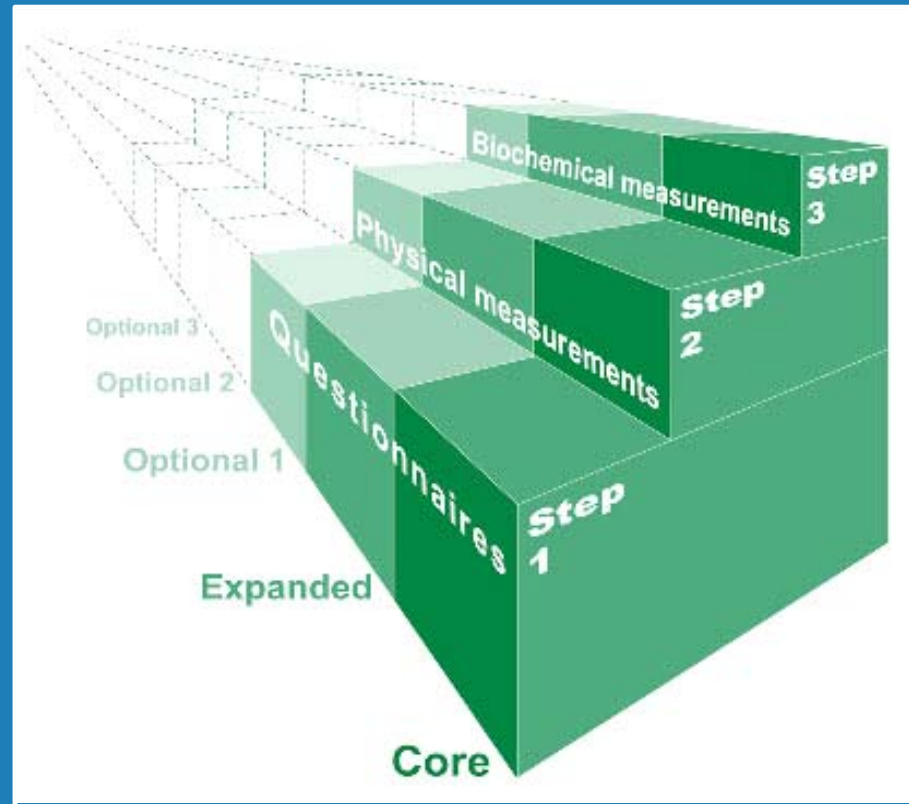 Biochemical measurements
Step
3
Physical measurements
Step
2
Questionnaires
Step
1
Optional 3
Optional 2
Optional 1
Expanded
Core